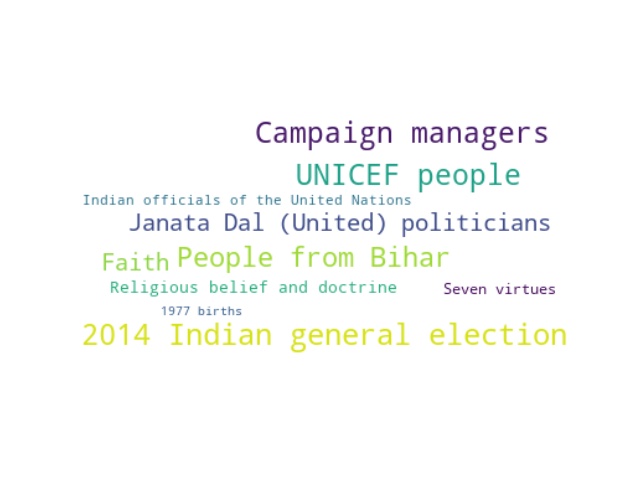 Campaign managers
UNICEF people
Indian officials of the United Nations
Janata Dal (United) politicians
Faith People from Bihar
Religious belief and doctrine Seven virtues
1977 births
2014 Indian general election